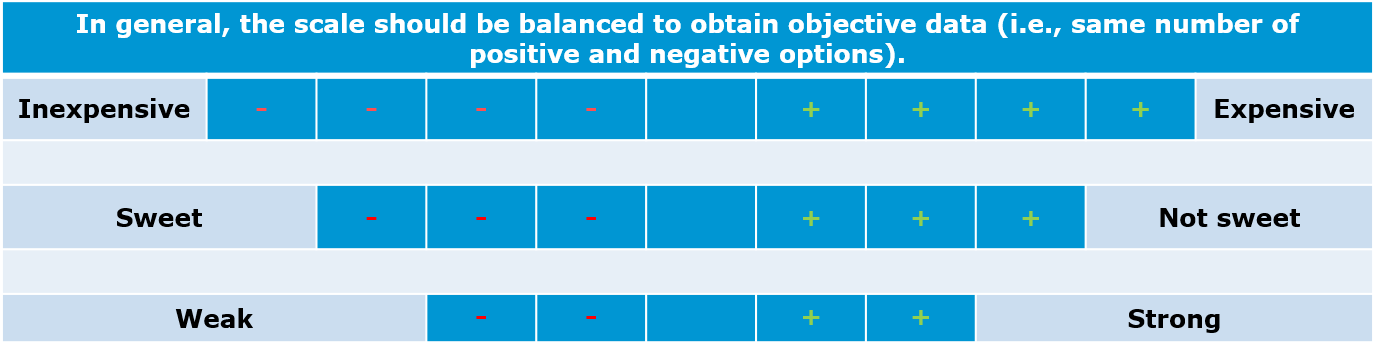 In general, the scale should be balanced to obtain objective data (i.e., same number of
positive and negative options).
Inexpensive - - - - + + + + Expensive
Sweet - - - + + + Not sweet
Weak - - + + Strong